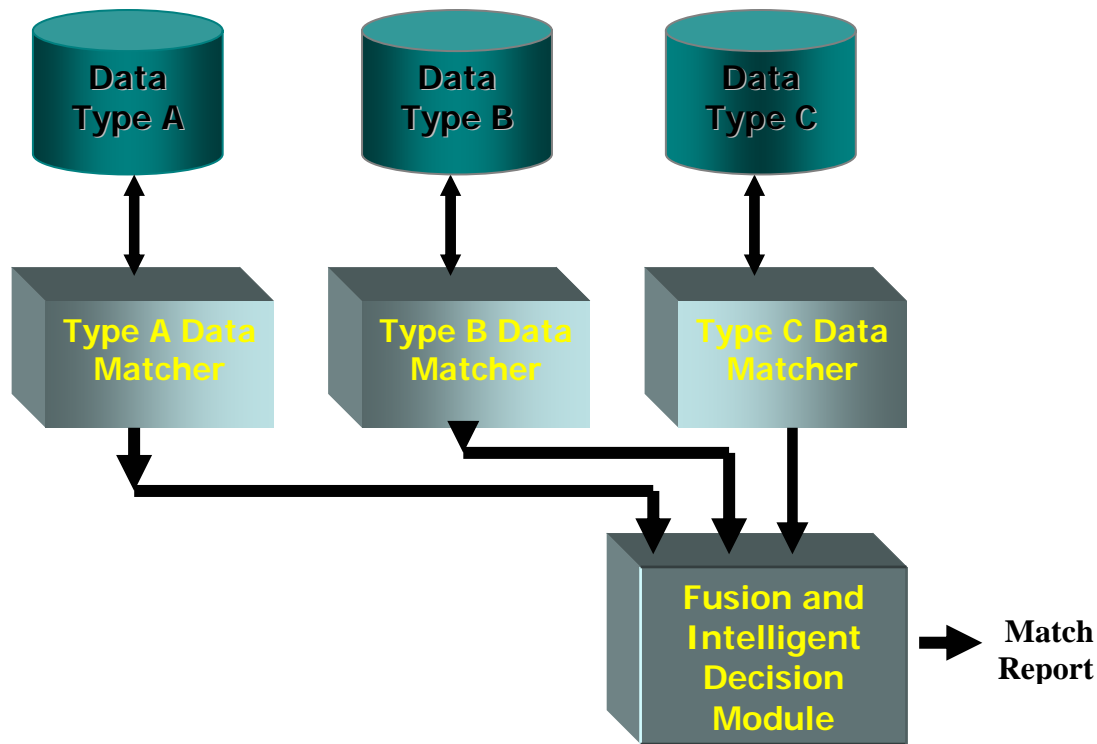 Data
Type A
Data
Type B
Data
Type C
Type A Data
Matcher
Type B Data
Matcher
Type C Data
Matcher
Fusion and
Intelligent
Decision
Module
Match
Report